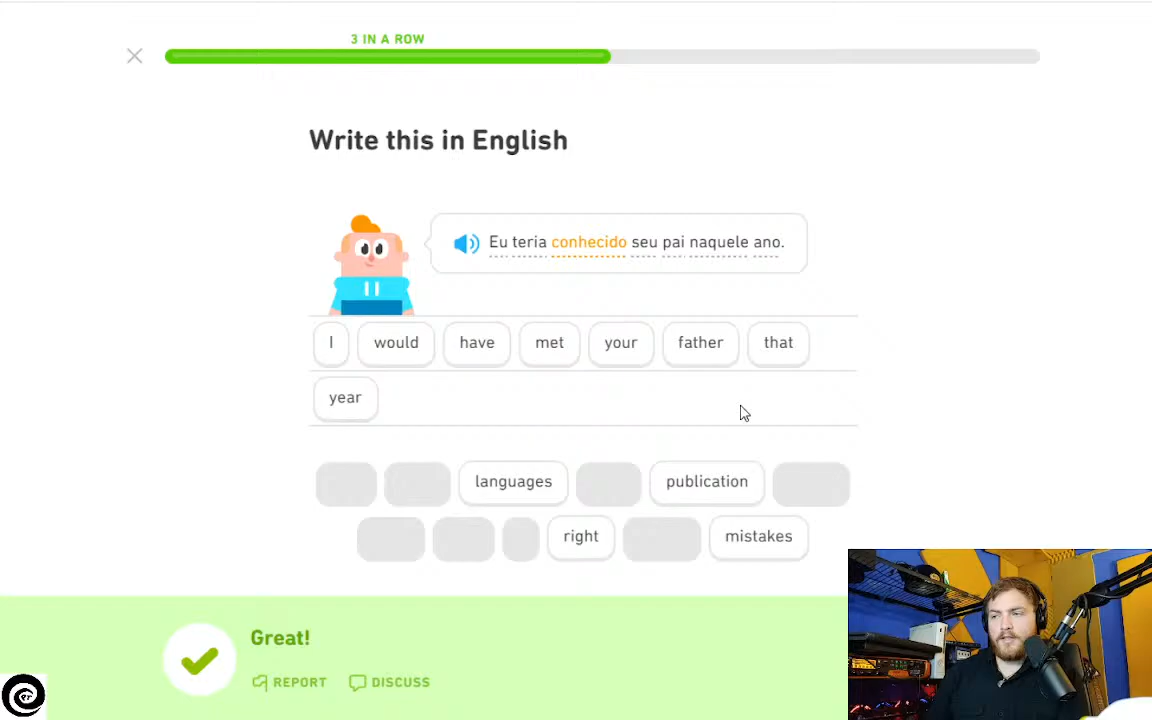 3 IN A ROW
Write this in English
Eu teria conhecido seu pai naquele ano.
I would have met your father that
year
languages publication
right mistakes
Great!
REPORT DISCUSS